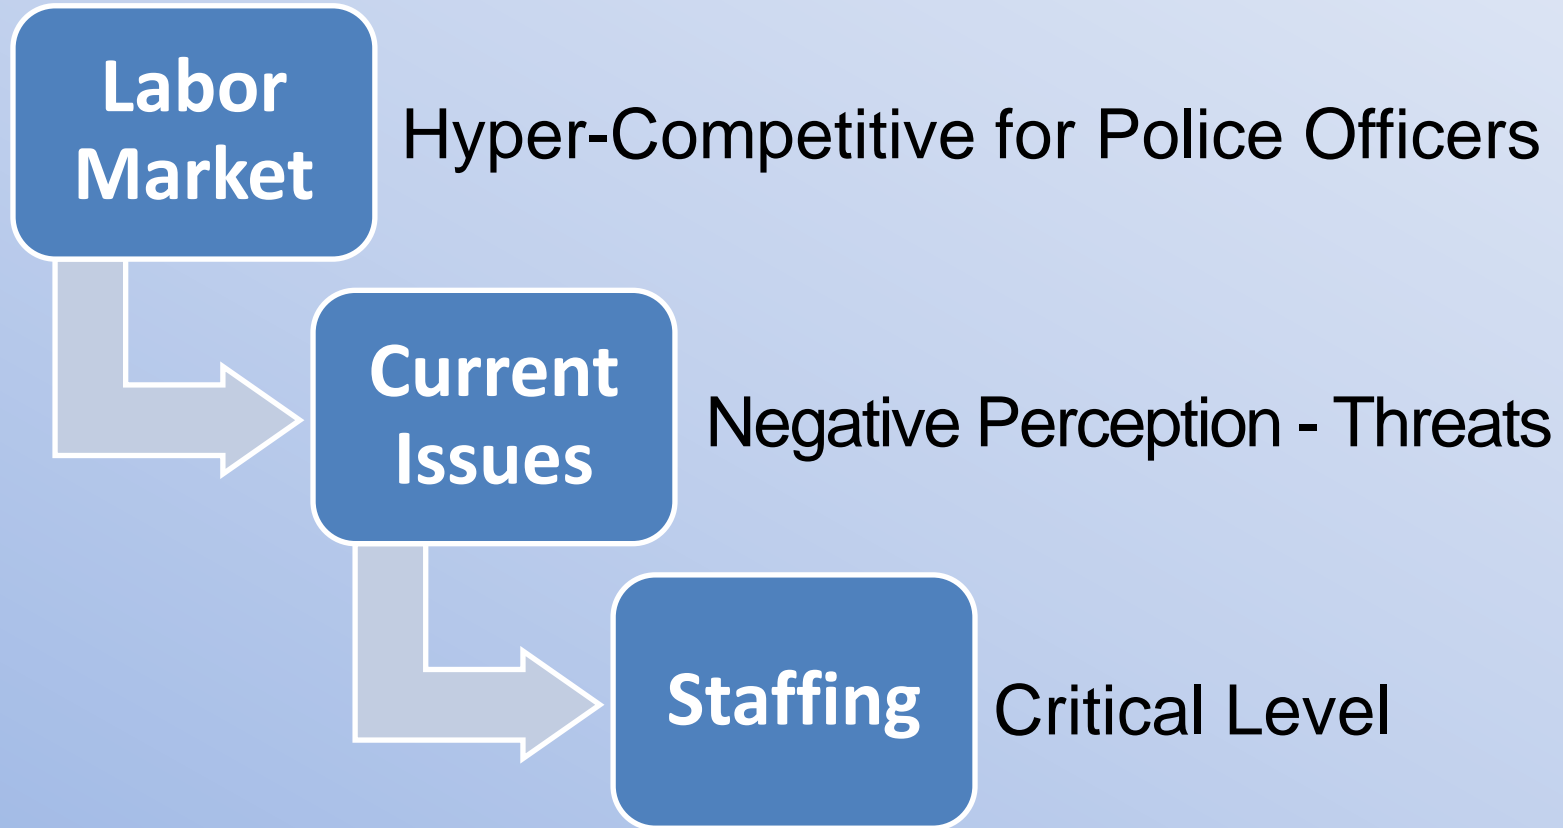 Labor
Market
Hyper-Competitive for Police Officers
Current
Issues
Negative Perception - Threats
Staffing
Critical Level